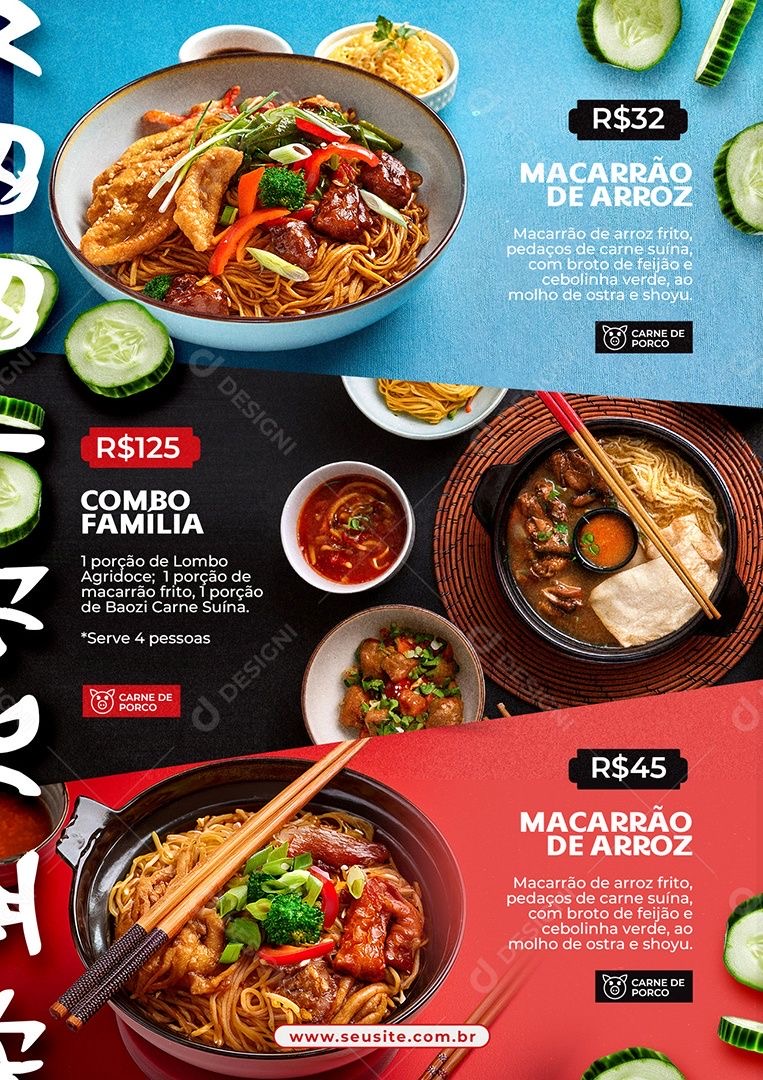 R$32
MACARRÃO
DE ARROZ
Macarrão de arroz frito,
pedaços de carne suína,
com broto de feijão e
cebolinha verde, ao
molho de ostra e shoyu.
CARNE DE
PORCO
R$125
COMBO
FAMÍLIA
1 porção de Lombo
Agridoce; 1 porção de
macarrão frito, 1 porção
de Baozi Carne Suína.
*Serve 4 pessoas
CARNE DE
PORCO
R$45
MACARRÃO
DE ARROZ
Macarrão de arroz frito,
pedaços de carne suína,
com broto de feijão e
cebolinha verde, ao
molho de ostra e shoyu.
CARNE DE
PORCO
www.seusite.com.br
DESIGNI
DESIGNI
DESIGNI